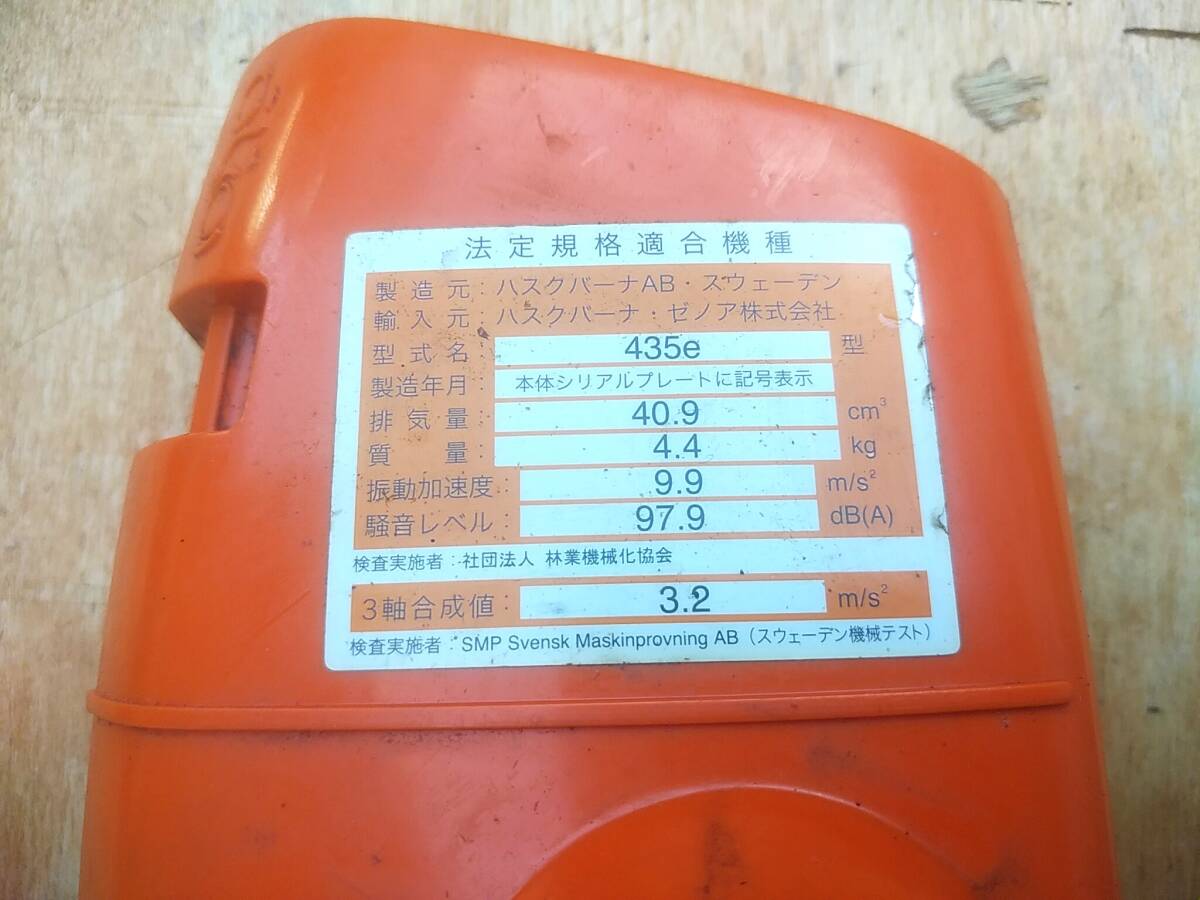 法定規格適合機種
製造元：ハスクバーナAB・スウェーデン
輸入元：ハスクバーナ・ゼノア株式会社
型式名： 435e 型
製造年月： 本体シリアルプレートに記号表示
排気量： 40.9 cm³
質量： 4.4 kg
振動加速度： 9.9 m/s²
騒音レベル： 97.9 dB(A)
検査実施者：社団法人 林業機械化協会
3軸合成値： 3.2 m/s²
検査実施者：SMP Svensk Maskinprovning AB（スウェーデン機械テスト）